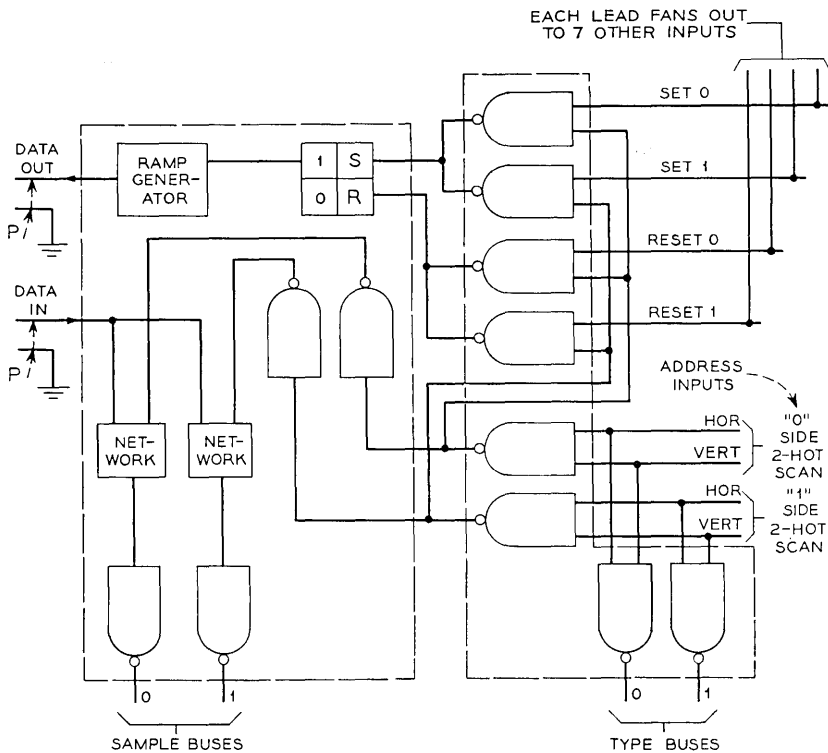 EACH LEAD FANS OUT
TO 7 OTHER INPUTS
SET 0
DATA
OUT
RAMP
GENER-
ATOR
1 S
0 R
SET 1
P
RESET 0
DATA
IN
RESET 1
P
ADDRESS
INPUTS
HOR
VERT
"0"
SIDE
2-HOT
SCAN
NET-
WORK
NET-
WORK
HOR
VERT
"1"
SIDE
2-HOT
SCAN
0 1
SAMPLE BUSES
0 1
TYPE BUSES